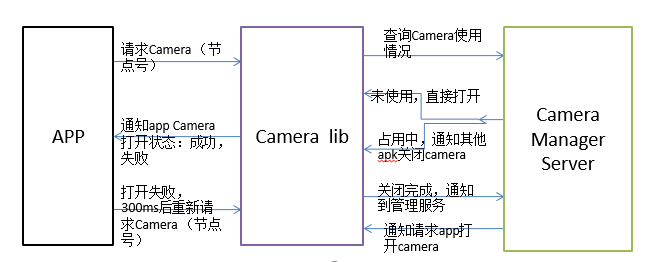 请求Camera（节
点号）
查询Camera使用
情况
未使用，直接打开
APP
通知app Camera
打开状态：成功，
失败
Camera lib
占用中，通知其他
apk关闭camera
Camera
Manager
Server
打开失败，
300ms后重新请
求Camera（节点
号）
关闭完成，通知
到管理服务
通知请求app打
开camera